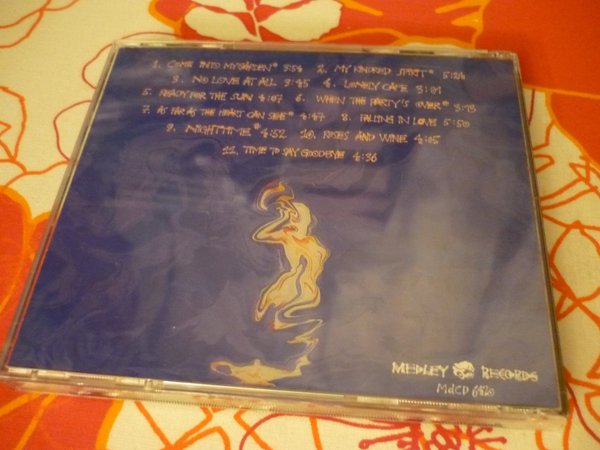 1. COME INTO MY GARDEN* 3:54 2. MY KINDRED SPIRIT*
3. NO LOVE AT ALL 3:45 4. LONELY CAFE 3:01
5. READY FOR THE SUN 4:07 6. WHEN THE PARTY'S OVER* 3:13
7. AS FAR AS THE HEART CAN SEE* 4:47 8. FALLING IN LOVE 5:50
9. NIGHTTIME *4:52 10. ROSES AND WINE 4:05
11. TIME TO SAY GOODBYE 4:36
MEDLEY RECORDS
MdCD